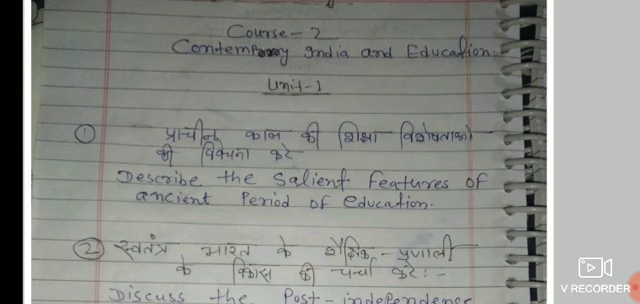 Course - 2
Contemporary India and Education.
Unit-1
① प्राचीन काल की शिक्षा विशेषताओ
की विवेचना करे
Describe the salient features of
ancient Period of education.
② स्वतंत्र भारत के शैक्षिक - प्रणाली
के विकास की चर्चा करे :-
Discuss the Post-independence
V RECORDER